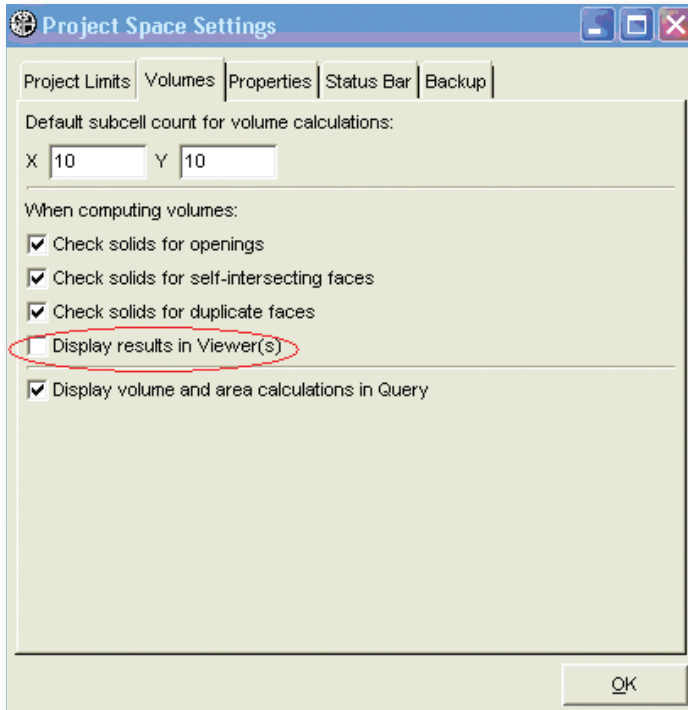 Project Space Settings
Project Limits Volumes Properties Status Bar Backup
Default subcell count for volume calculations:
X 10 Y 10
When computing volumes:
Check solids for openings
Check solids for self-intersecting faces
Check solids for duplicate faces
Display results in Viewer(s)
Display volume and area calculations in Query
OK